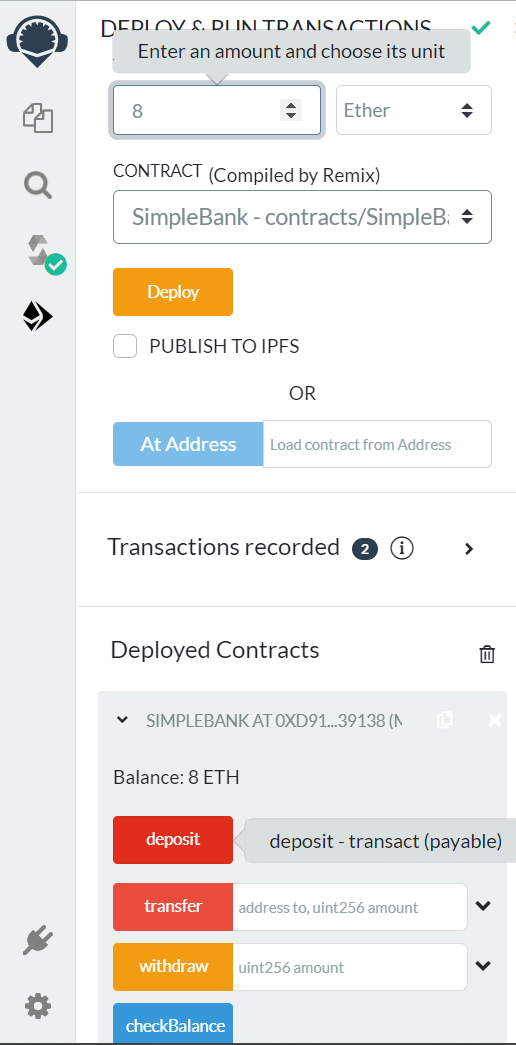 DEPLOY & RUN TRANSACTIONS
Enter an amount and choose its unit
8
Ether
CONTRACT (Compiled by Remix)
SimpleBank - contracts/SimpleBa
Deploy
PUBLISH TO IPFS
OR
At Address
Load contract from Address
Transactions recorded 2 i
Deployed Contracts
SIMPLEBANK AT 0XD91...39138 (M
Balance: 8 ETH
deposit
deposit - transact (payable)
transfer
address to, uint256 amount
withdraw
uint256 amount
checkBalance